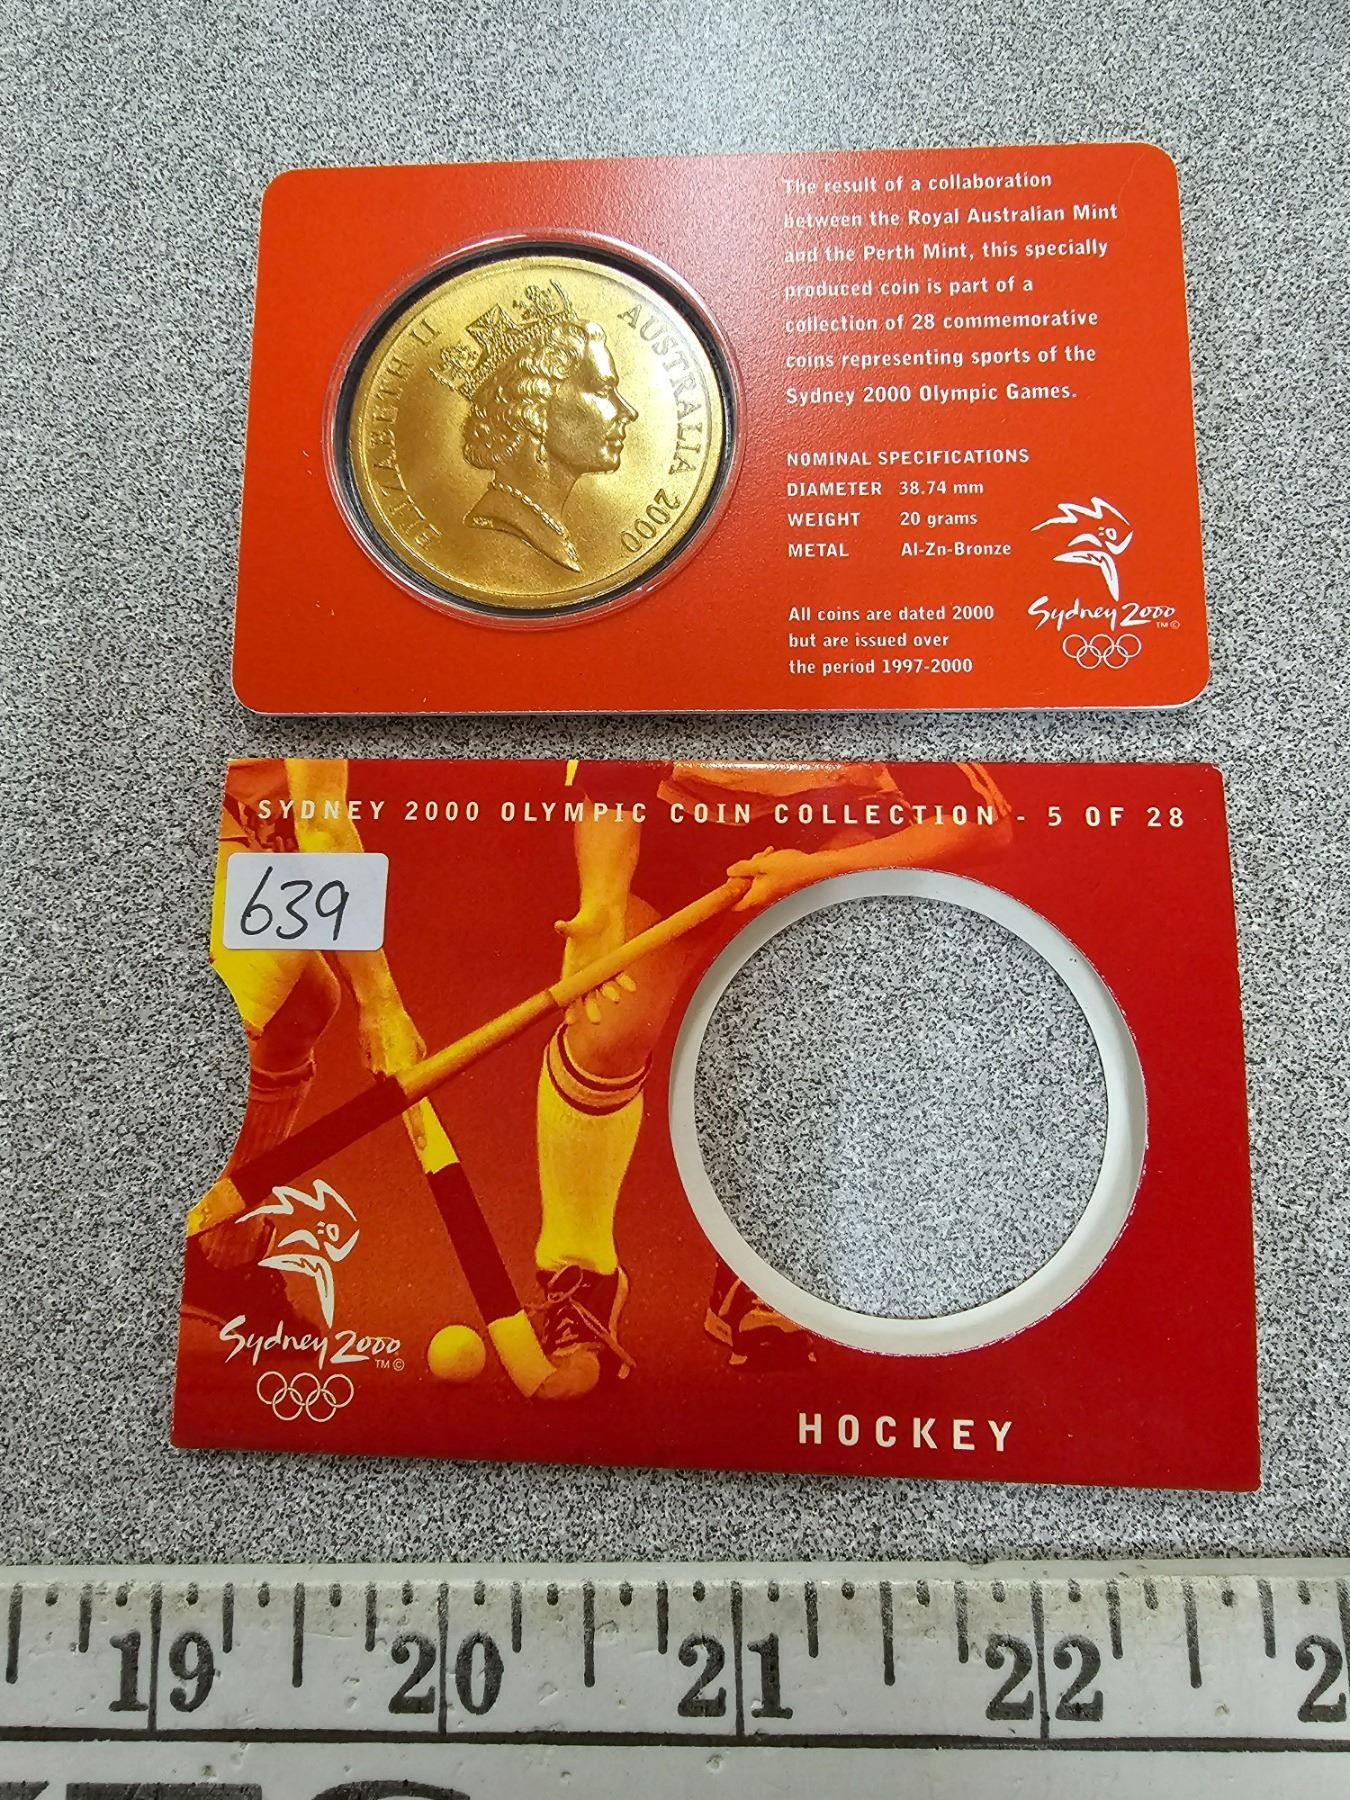 ELIZABETH II AUSTRALIA 2000
The result of a collaboration
between the Royal Australian Mint
and the Perth Mint, this specially
produced coin is part of a
collection of 28 commemorative
coins representing sports of the
Sydney 2000 Olympic Games.
NOMINAL SPECIFICATIONS
DIAMETER 38.74 mm
WEIGHT 20 grams
METAL Al-Zn-Bronze
All coins are dated 2000
but are issued over
the period 1997-2000
Sydney 2000
TM ©
SYDNEY 2000 OLYMPIC COIN COLLECTION - 5 OF 28
639
Sydney 2000
TM ©
HOCKEY
19 20 21 22